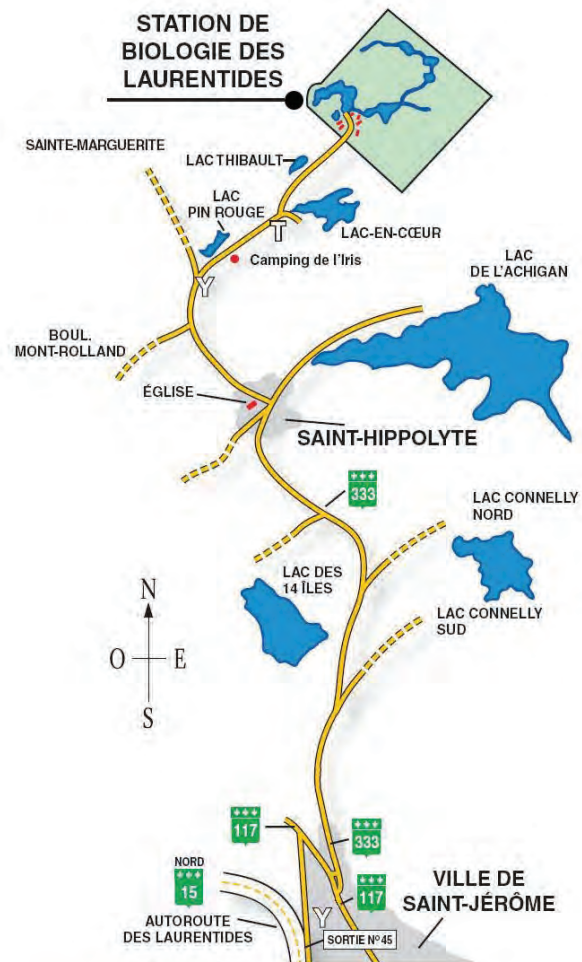 STATION DE
BIOLOGIE DES
LAURENTIDES
SAINTE-MARGUERITE
LAC THIBAULT
LAC
PIN ROUGE
T
LAC-EN-CŒUR
Camping de l'Iris
LAC
DE L'ACHIGAN
Y
BOUL.
MONT-ROLLAND
ÉGLISE
SAINT-HIPPOLYTE
333
LAC CONNELLY
NORD
LAC DES
14 ÎLES
LAC CONNELLY
SUD
N
O
E
S
117
333
NORD
15
117
VILLE DE
SAINT-JÉRÔME
Y
AUTOROUTE
DES LAURENTIDES
SORTIE Nº 45